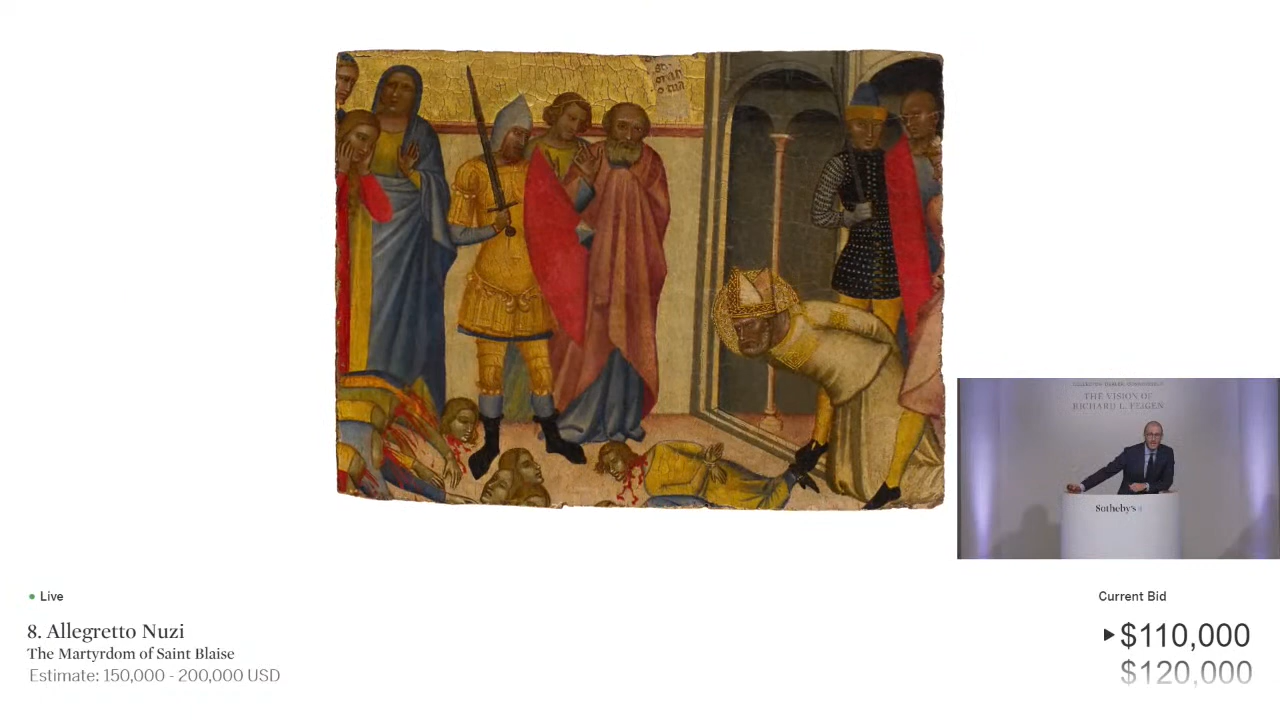 THE VISION OF
RICHARD L. FEIGEN
Sotheby's
Live
8. Allegretto Nuzi
The Martyrdom of Saint Blaise
Estimate: 150,000 - 200,000 USD
Current Bid
$110,000
$120,000